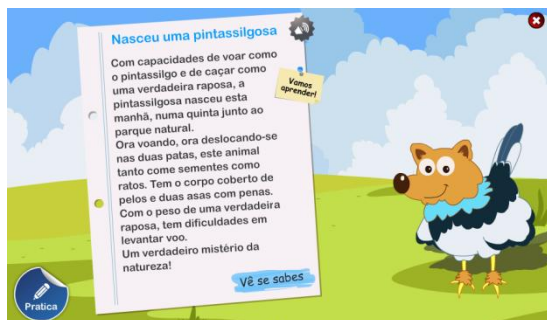 Nasceu uma pintassilgosa
Com capacidades de voar como
o pintassilgo e de caçar como
uma verdadeira raposa, a
pintassilgosa nasceu esta
manhã, numa quinta junto ao
parque natural.
Ora voando, ora deslocando-se
nas duas patas, este animal
tanto come sementes como
ratos. Tem o corpo coberto de
pelos e duas asas com penas.
Com o peso de uma verdadeira
raposa, tem dificuldades em
levantar voo.
Um verdadeiro mistério da
natureza!
Vamos
aprender!
Vê se sabes
Pratica